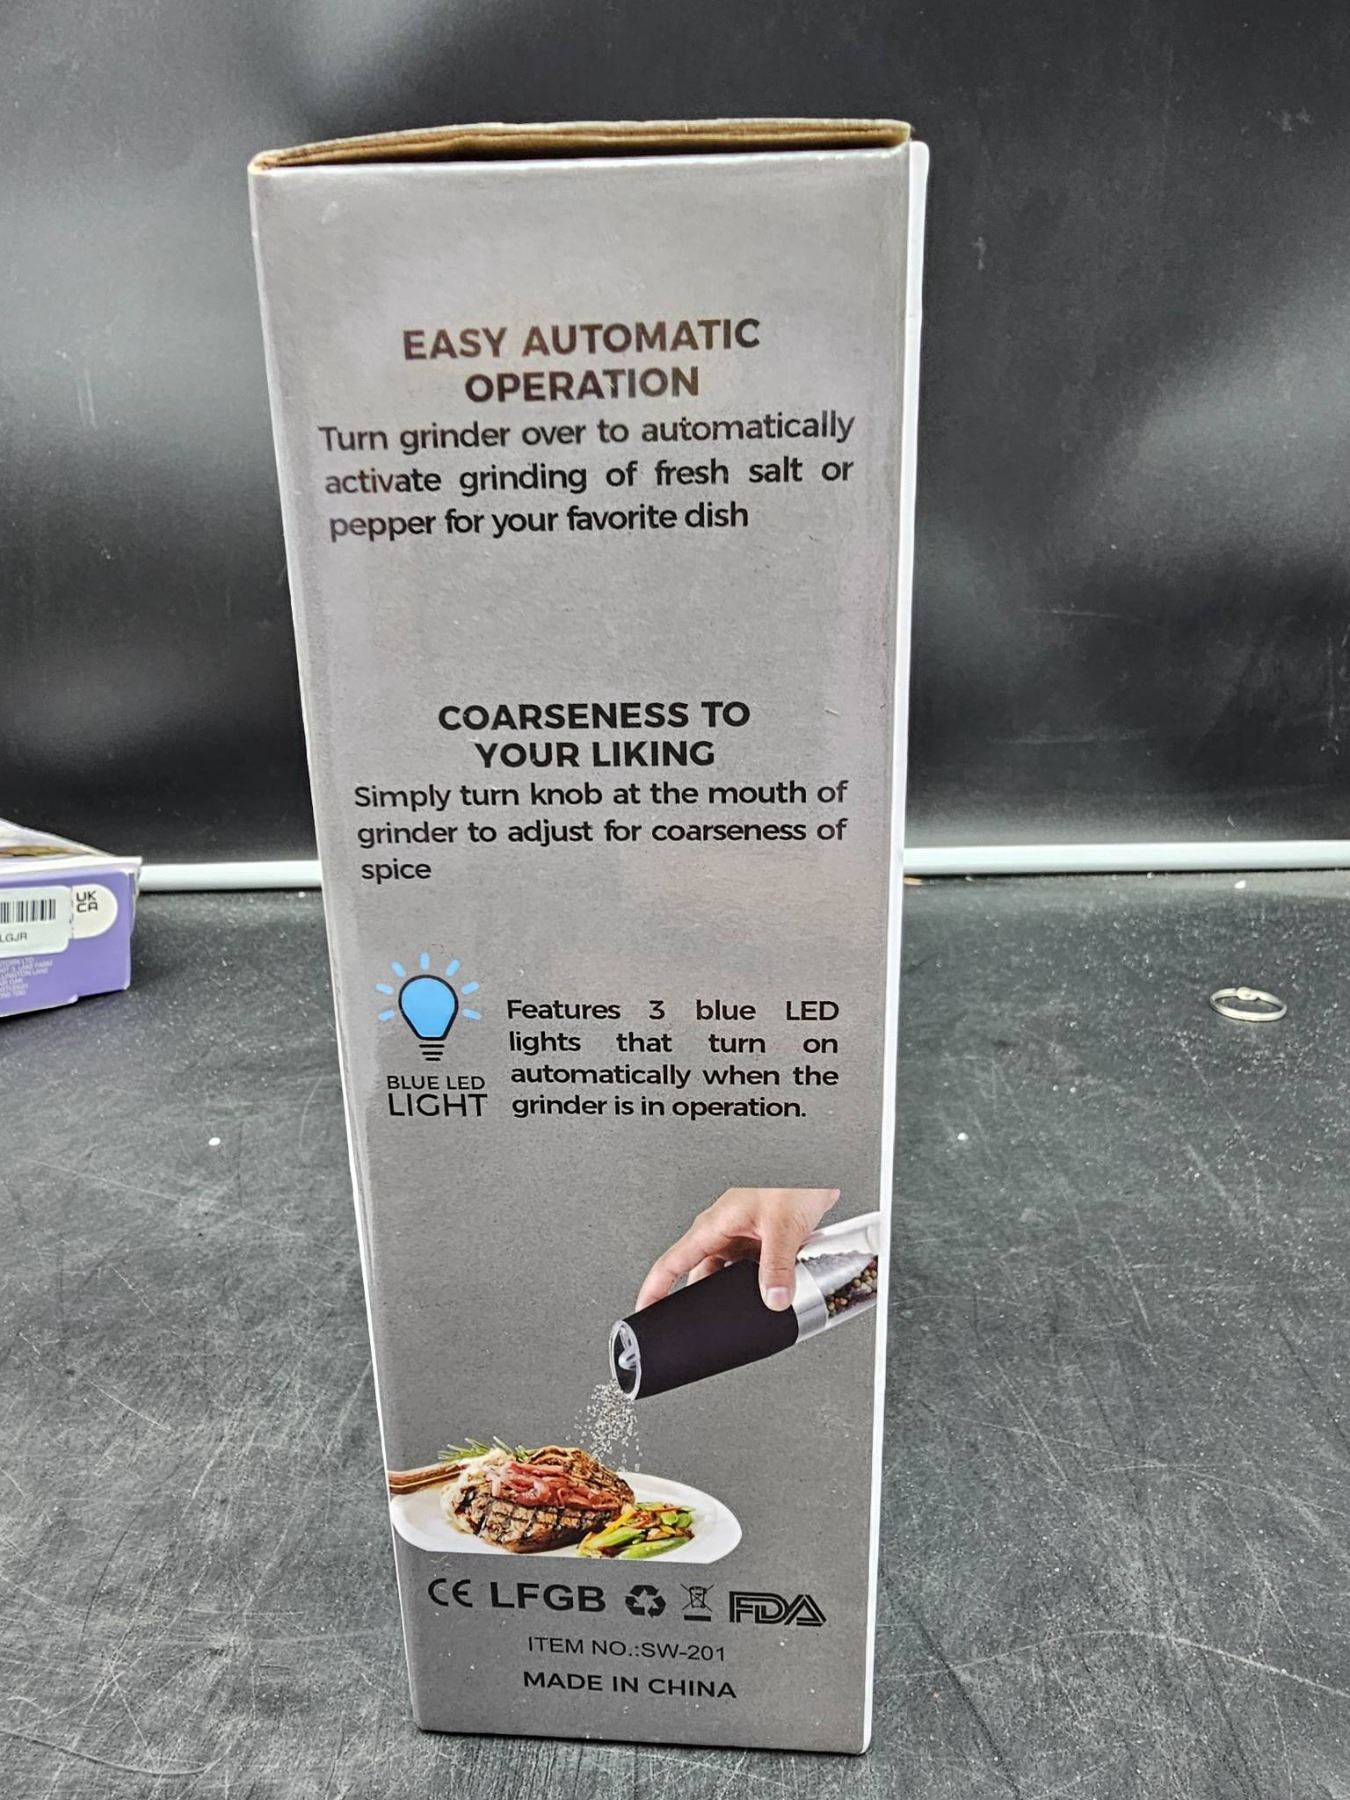 EASY AUTOMATIC
OPERATION
Turn grinder over to automatically
activate grinding of fresh salt or
pepper for your favorite dish
COARSENESS TO
YOUR LIKING
Simply turn knob at the mouth of
grinder to adjust for coarseness of
spice
BLUE LED
LIGHT
Features 3 blue LED
lights that turn on
automatically when the
grinder is in operation.
CE LFGB FDA
ITEM NO.:SW-201
MADE IN CHINA
UK
CA
LGJR